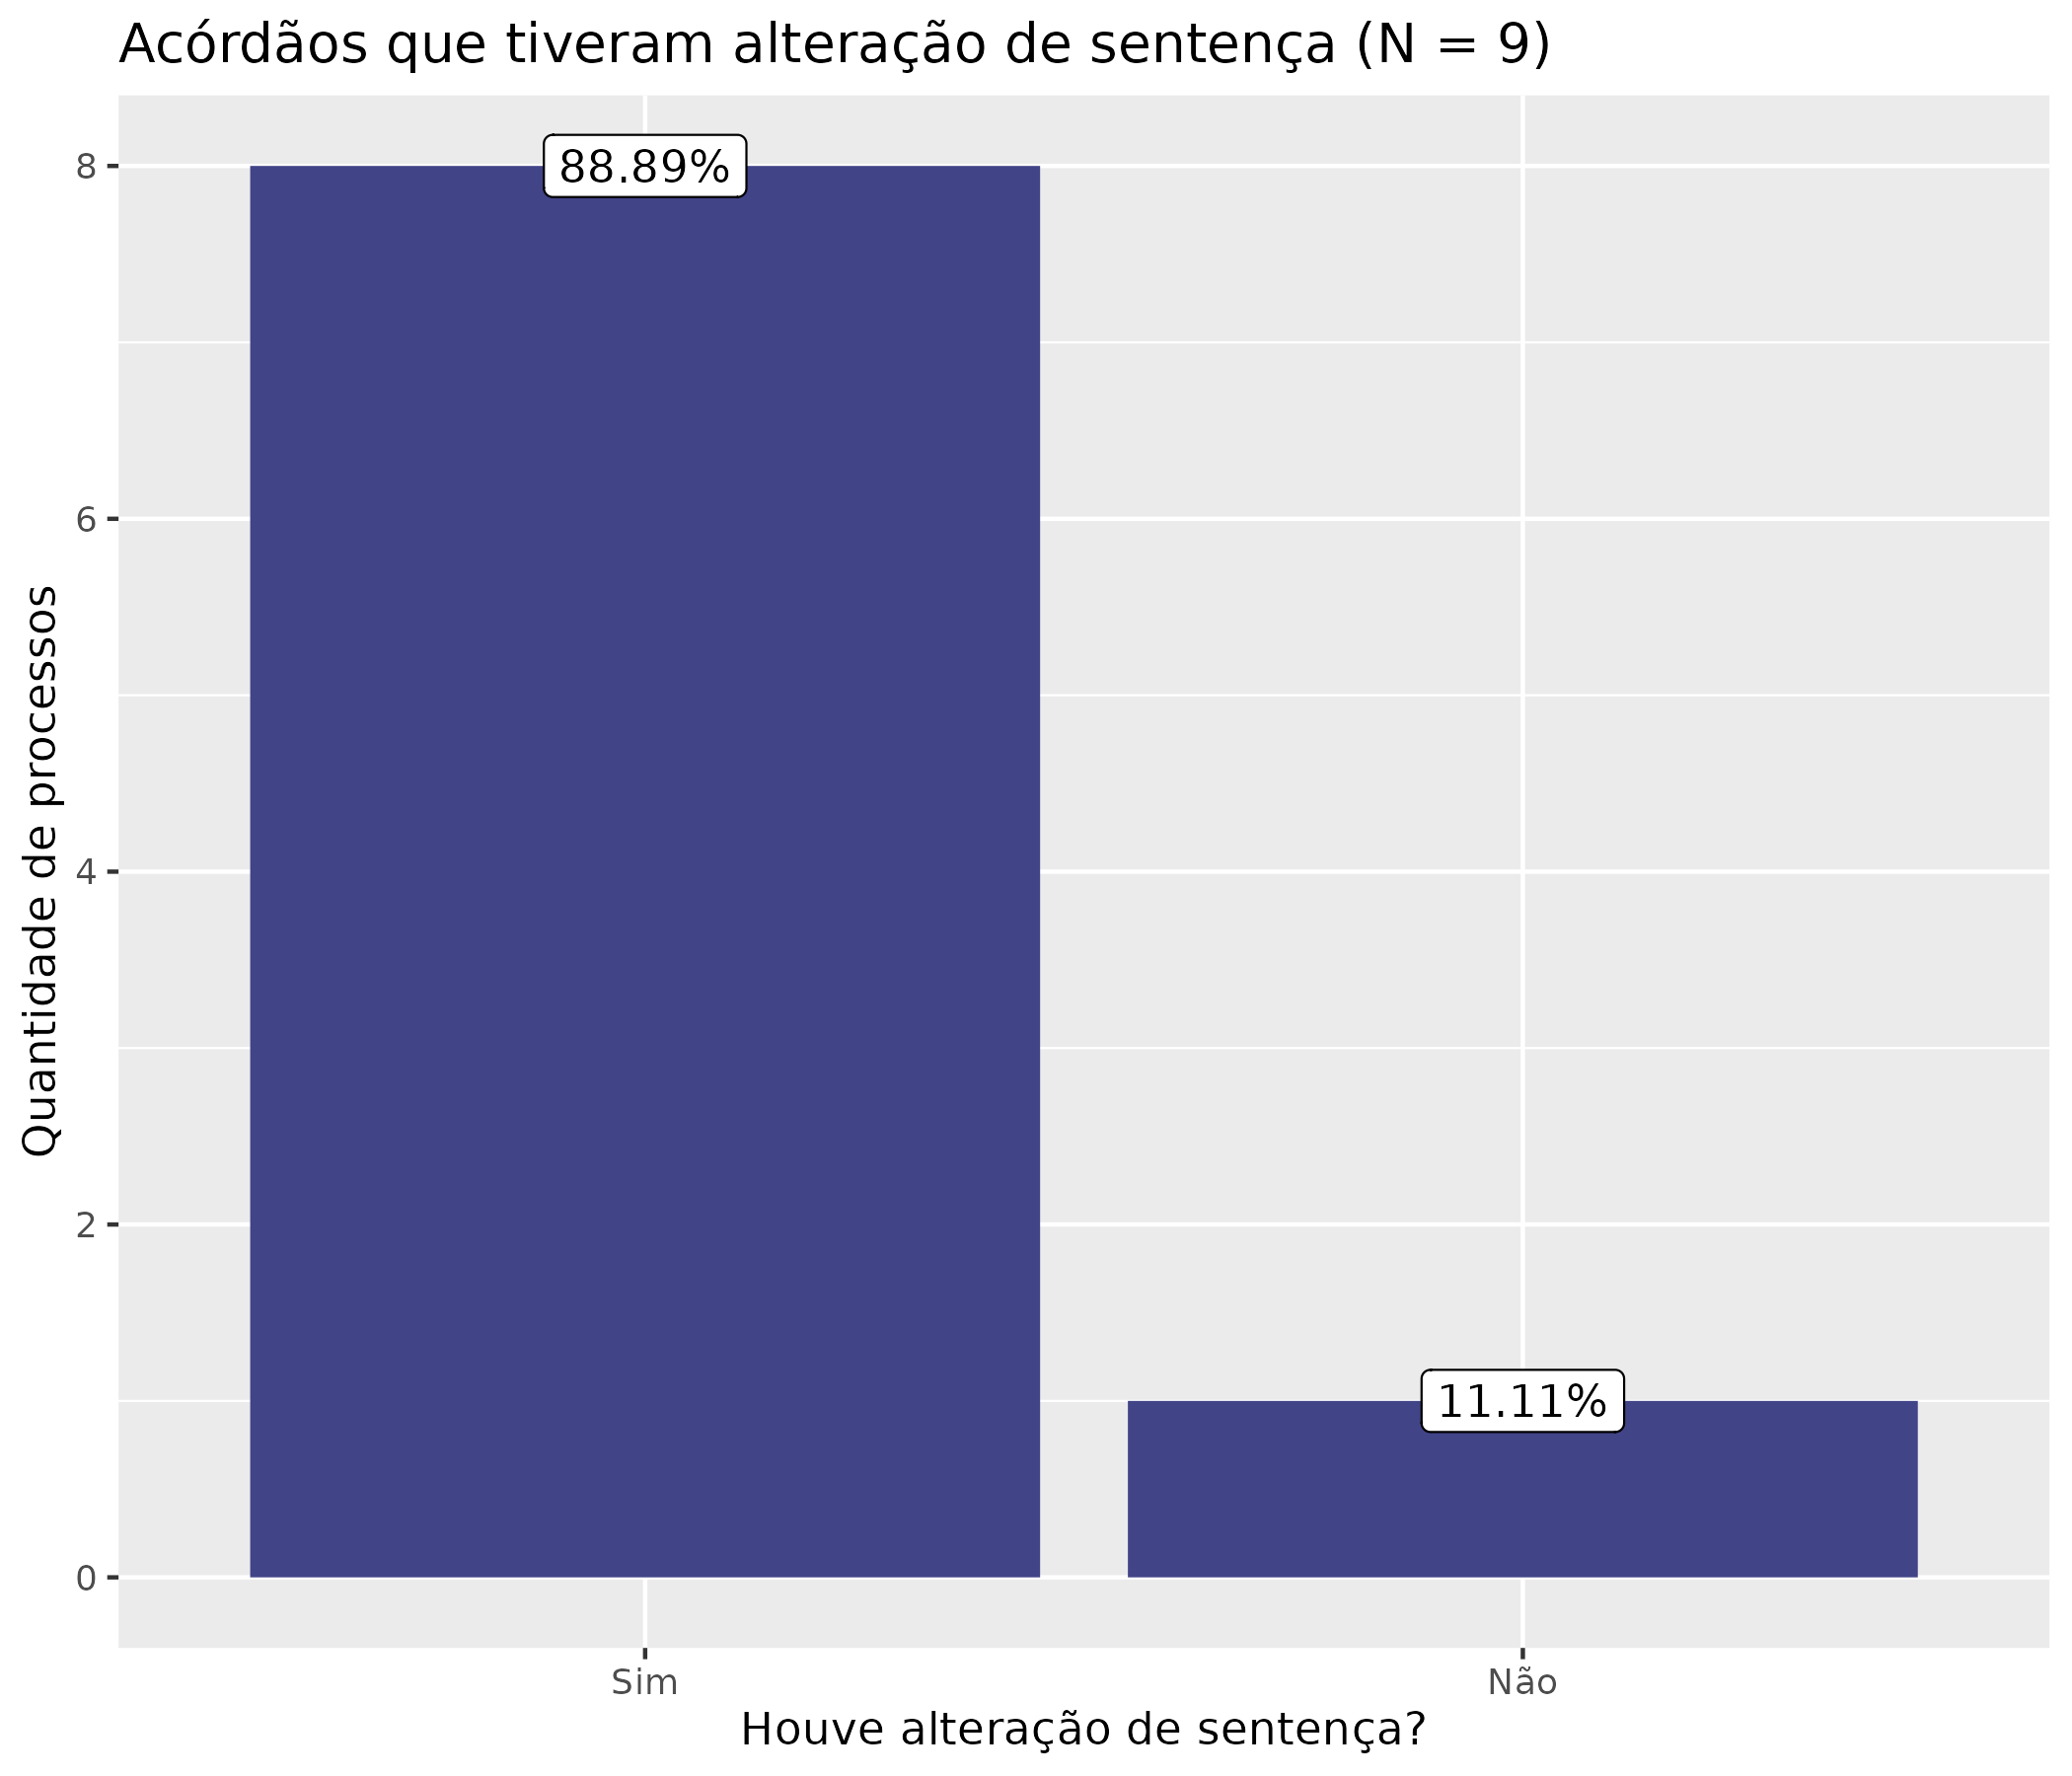 Acórdãos que tiveram alteração de sentença (N = 9)
88.89%
8
6
Quantidade de processos
4
2
11.11%
0
Sim Não
Houve alteração de sentença?